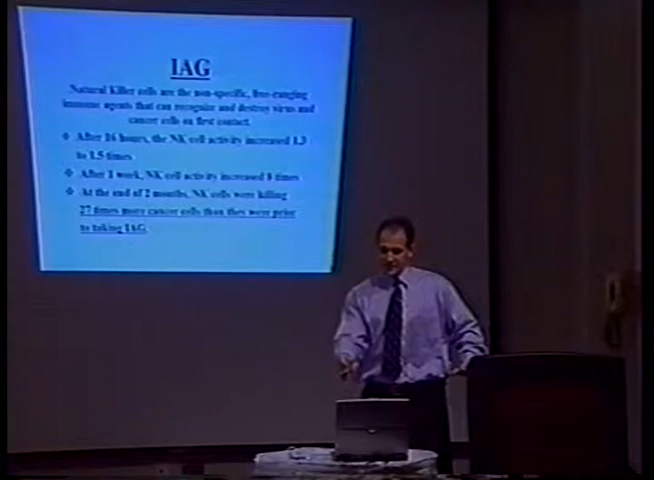 IAG
Natural Killer cells are the non-specific, free-ranging
immune agents that can recognize and destroy virus and
cancer cells on first contact.
❖ After 16 hours, the NK cell activity increased 1.3
to 1.5 times
❖ After 1 week, NK cell activity increased 8 times
❖ At the end of 2 months, NK cells were killing
27 times more cancer cells than they were prior
to taking IAG